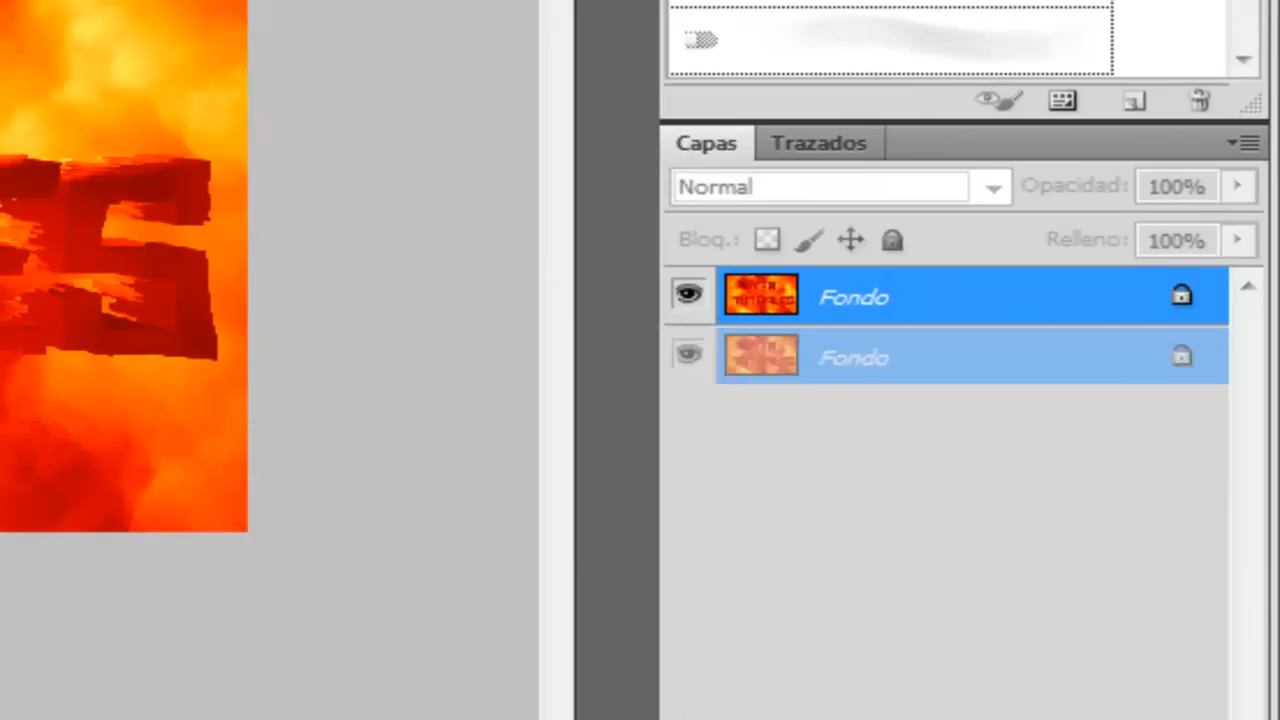 Capas Trazados
Normal Opacidad: 100%
Bloq.: Relleno: 100%
Fondo
Fondo